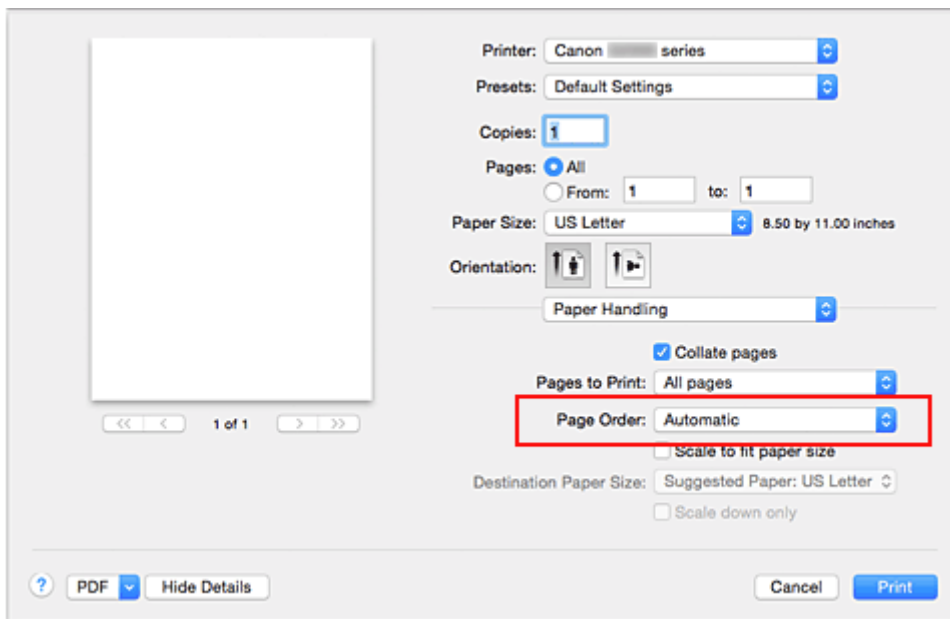 Printer: Canon series
Presets: Default Settings
Copies: 1
Pages: All
From: 1 to: 1
Paper Size: US Letter 8.50 by 11.00 inches
Orientation:
Paper Handling
Collate pages
Pages to Print: All pages
Page Order: Automatic
Scale to fit paper size
Destination Paper Size: Suggested Paper: US Letter
Scale down only
<< < 1 of 1 > >>
? PDF Hide Details Cancel Print